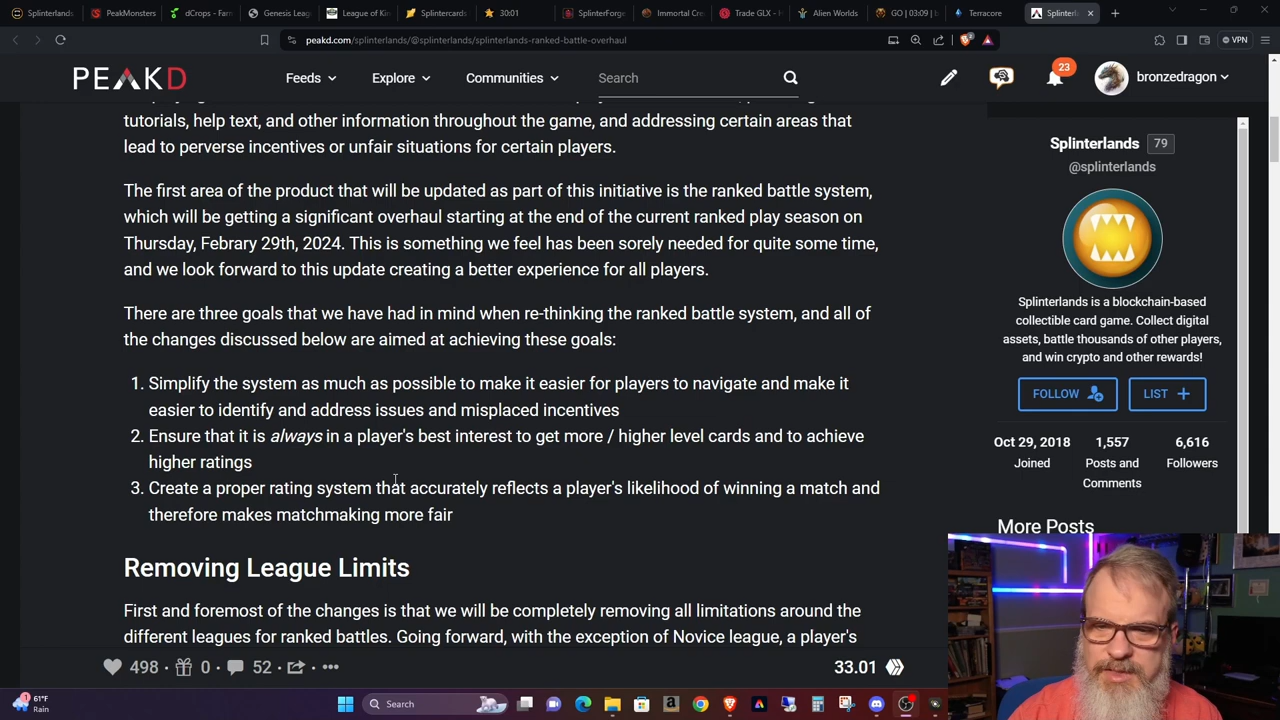 Splinterlands
PeakMonsters
dCrops - Farm
Genesis Leag
League of Kin
Splintercards
30:01
SplinterForge
Immortal Cre
Trade GLX - H
Alien Worlds
GO | 03:09 | b
Terracore
Splinterl
peakd.com/splinterlands/@splinterlands/splinterlands-ranked-battle-overhaul
VPN
PEAKD
Feeds
Explore
Communities
Search
23
bronzedragon
tutorials, help text, and other information throughout the game, and addressing certain areas that
lead to perverse incentives or unfair situations for certain players.
The first area of the product that will be updated as part of this initiative is the ranked battle system,
which will be getting a significant overhaul starting at the end of the current ranked play season on
Thursday, Febrary 29th, 2024. This is something we feel has been sorely needed for quite some time,
and we look forward to this update creating a better experience for all players.
There are three goals that we have had in mind when re-thinking the ranked battle system, and all of
the changes discussed below are aimed at achieving these goals:
1. Simplify the system as much as possible to make it easier for players to navigate and make it
easier to identify and address issues and misplaced incentives
2. Ensure that it is always in a player's best interest to get more / higher level cards and to achieve
higher ratings
3. Create a proper rating system that accurately reflects a player's likelihood of winning a match and
therefore makes matchmaking more fair
Removing League Limits
First and foremost of the changes is that we will be completely removing all limitations around the
different leagues for ranked battles. Going forward, with the exception of Novice league, a player's
498
0
52
33.01
Splinterlands 79
@splinterlands
Splinterlands is a blockchain-based
collectible card game. Collect digital
assets, battle thousands of other players,
and win crypto and other rewards!
FOLLOW
LIST
Oct 29, 2018
Joined
1,557
Posts and
Comments
6,616
Followers
More Posts
1
61°F
Rain
Search